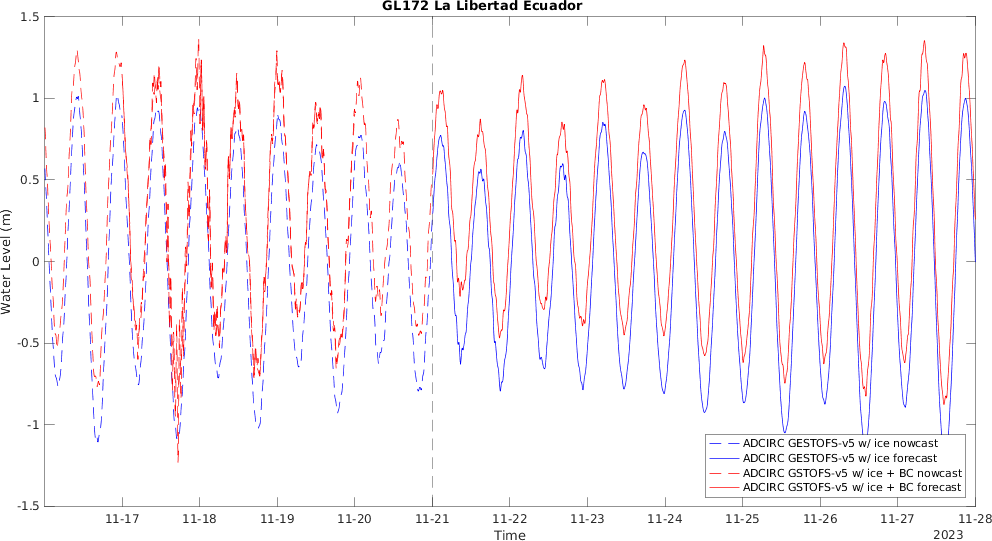 GL172 La Libertad Ecuador
Water Level (m)
1.5
1
0.5
0
-0.5
-1
-1.5
ADCIRC GESTOFS-v5 w/ ice nowcast
ADCIRC GESTOFS-v5 w/ ice forecast
ADCIRC GSTOFS-v5 w/ ice + BC nowcast
ADCIRC GSTOFS-v5 w/ ice + BC forecast
11-17 11-18 11-19 11-20 11-21 11-22 11-23 11-24 11-25 11-26 11-27 11-28
Time
2023